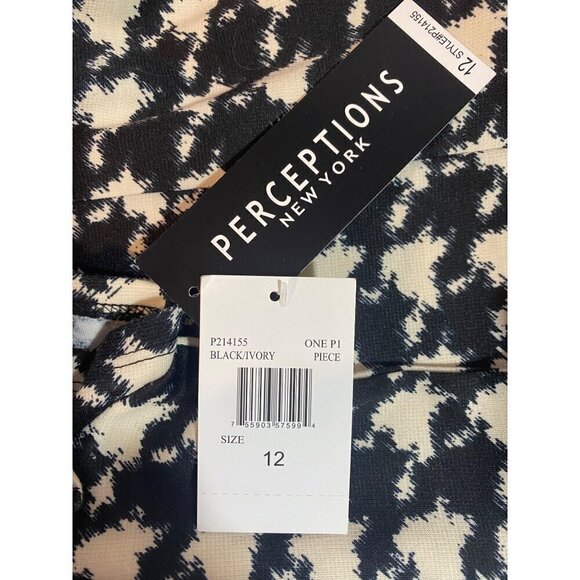 12 STYLE#P214155
PERCEPTIONS
NEW YORK
P214155 ONE P1
BLACK/IVORY PIECE
7 55903 57599 4
SIZE
12